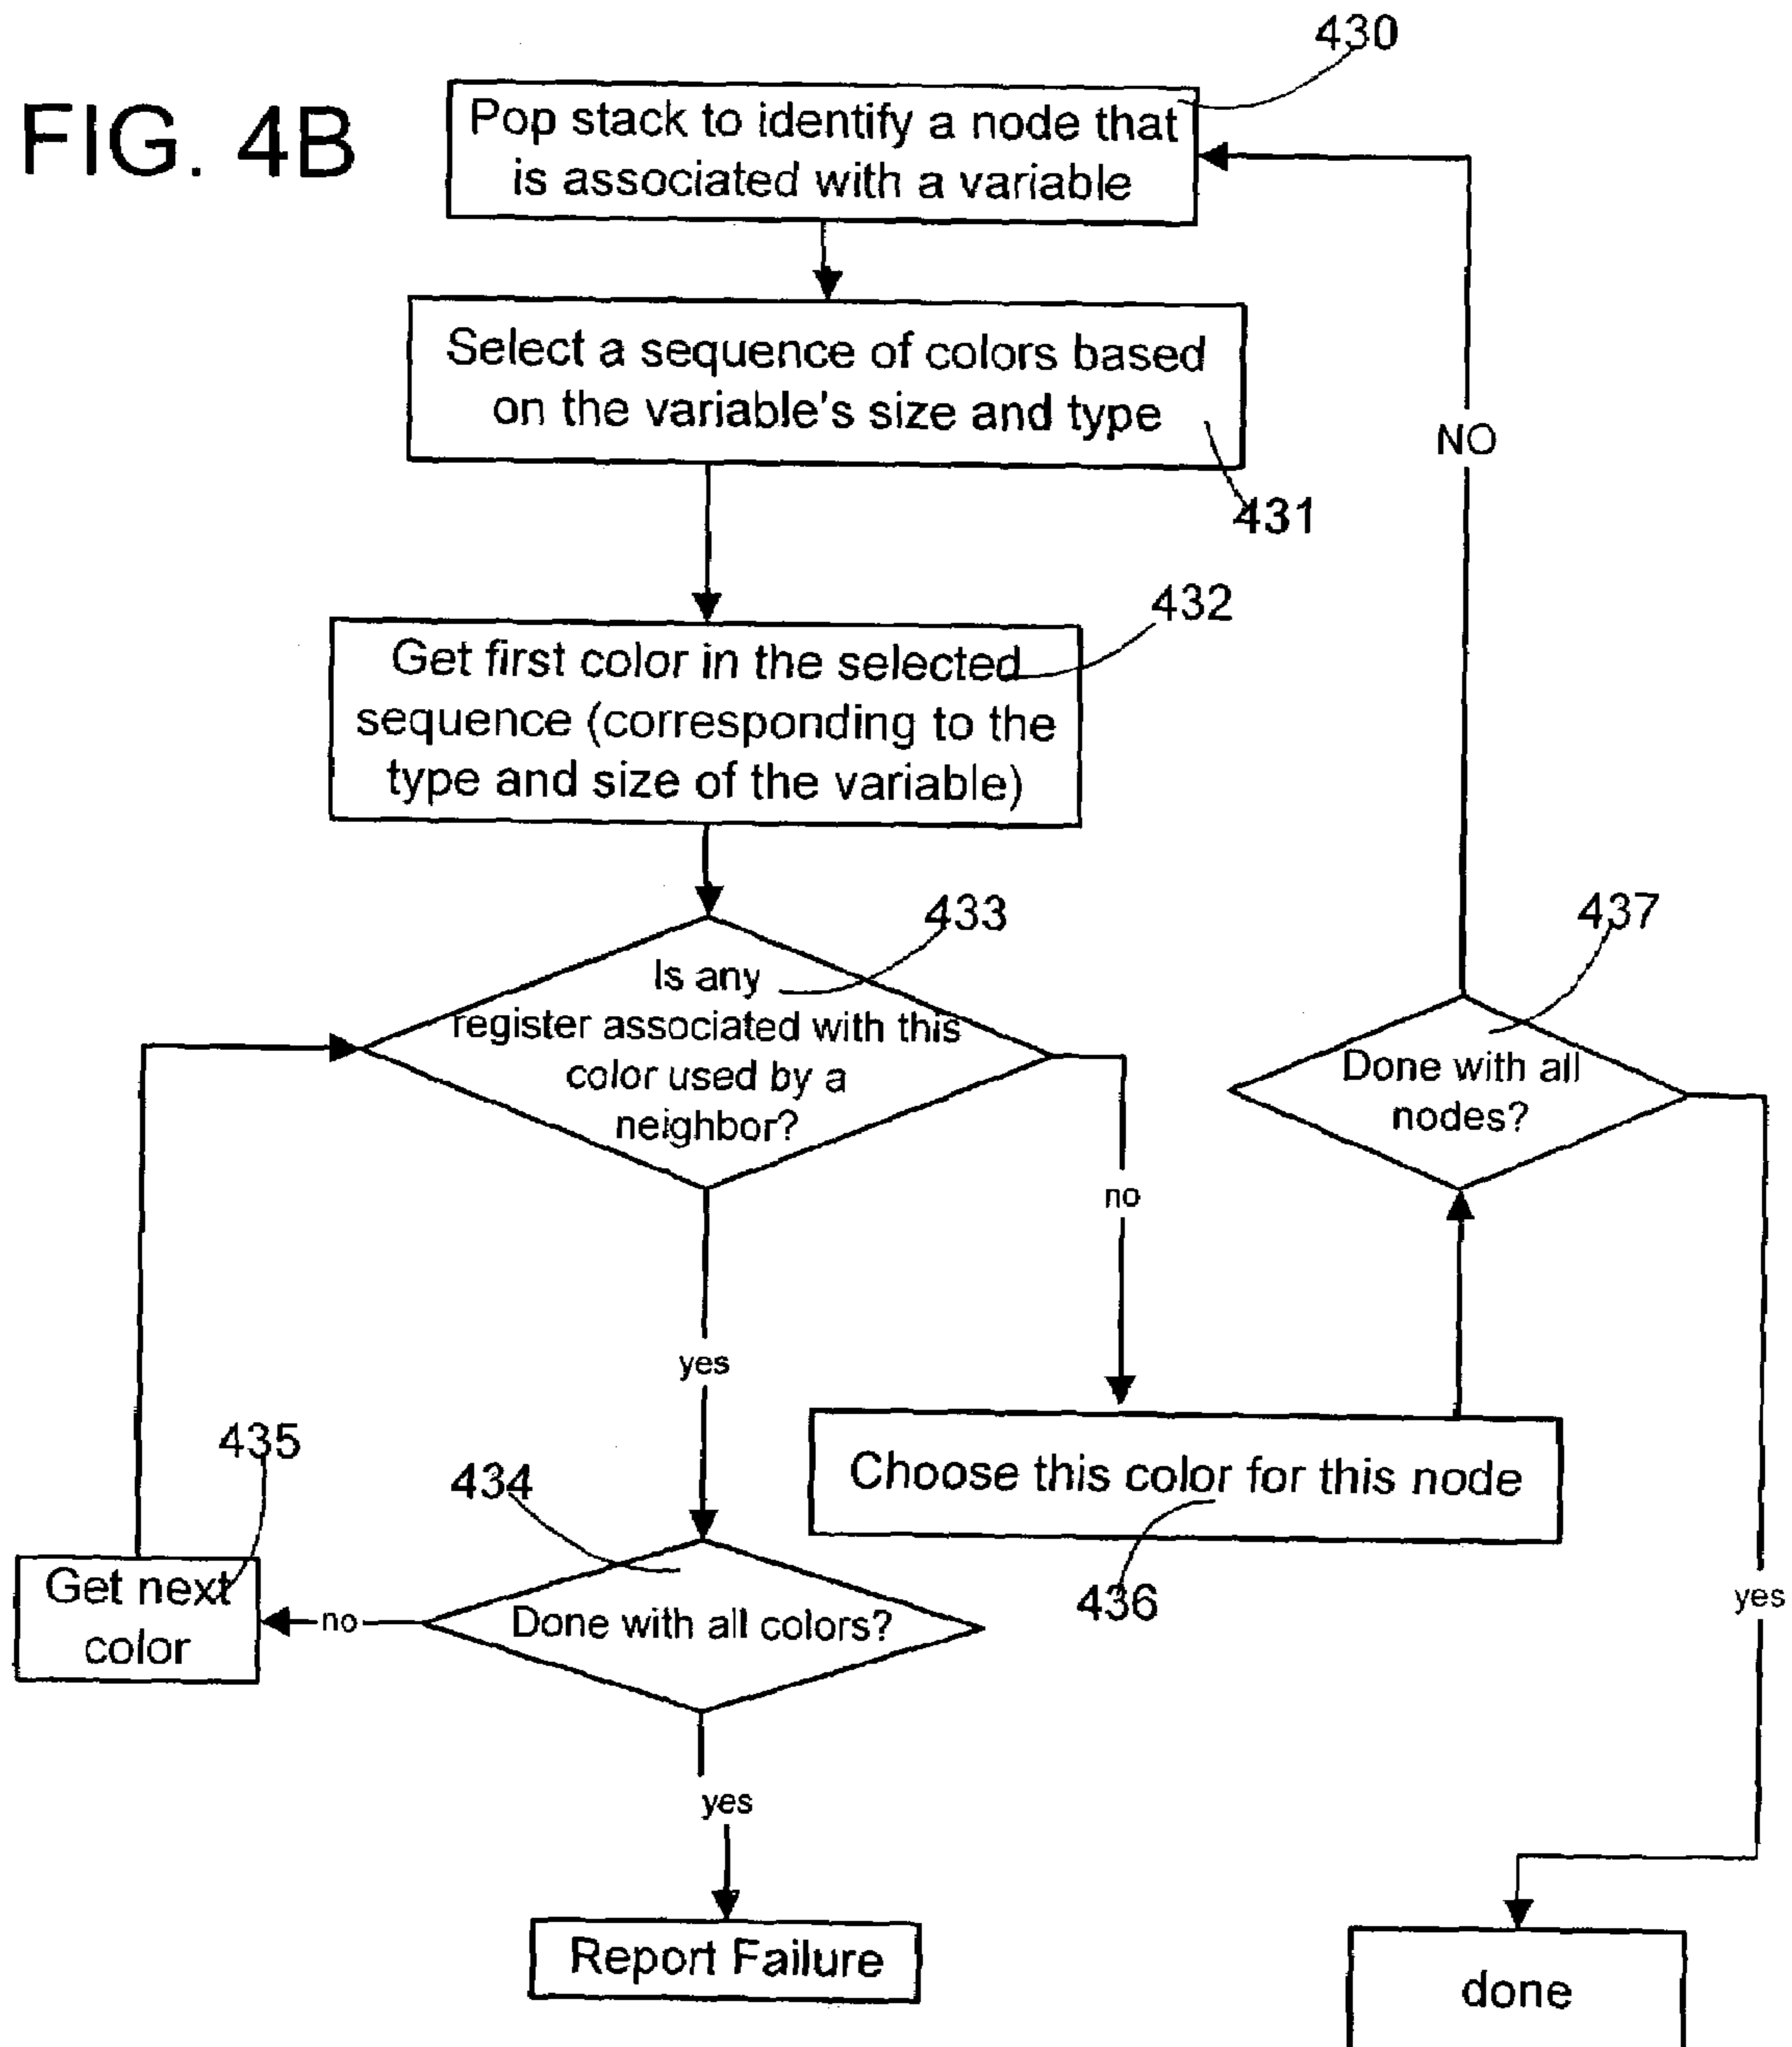 FIG. 4B
430
Pop stack to identify a node that
is associated with a variable
Select a sequence of colors based
on the variable's size and type
431
NO
432
Get first color in the selected
sequence (corresponding to the
type and size of the variable)
433
Is any
register associated with this
color used by a
neighbor?
437
Done with all
nodes?
no
yes
435
434
Choose this color for this node
436
Get next
color
no
Done with all colors?
yes
yes
Report Failure
done